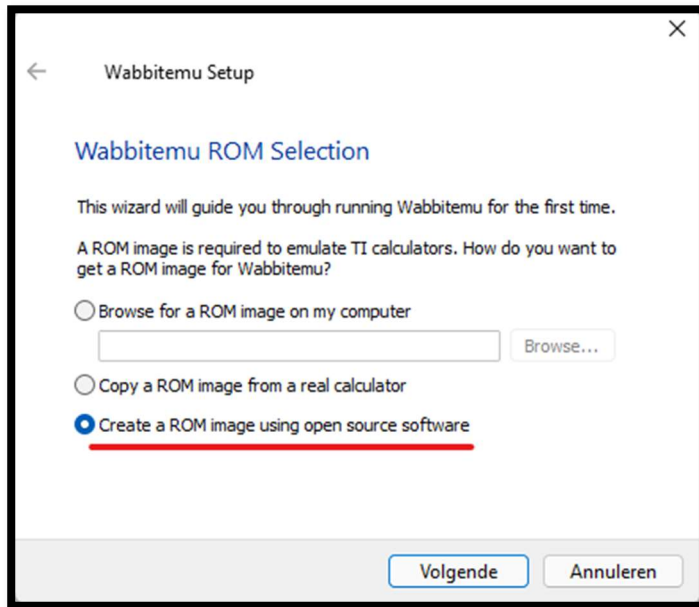 Wabbitemu Setup
Wabbitemu ROM Selection
This wizard will guide you through running Wabbitemu for the first time.
A ROM image is required to emulate TI calculators. How do you want to
get a ROM image for Wabbitemu?
Browse for a ROM image on my computer
Browse...
Copy a ROM image from a real calculator
Create a ROM image using open source software
Volgende
Annuleren